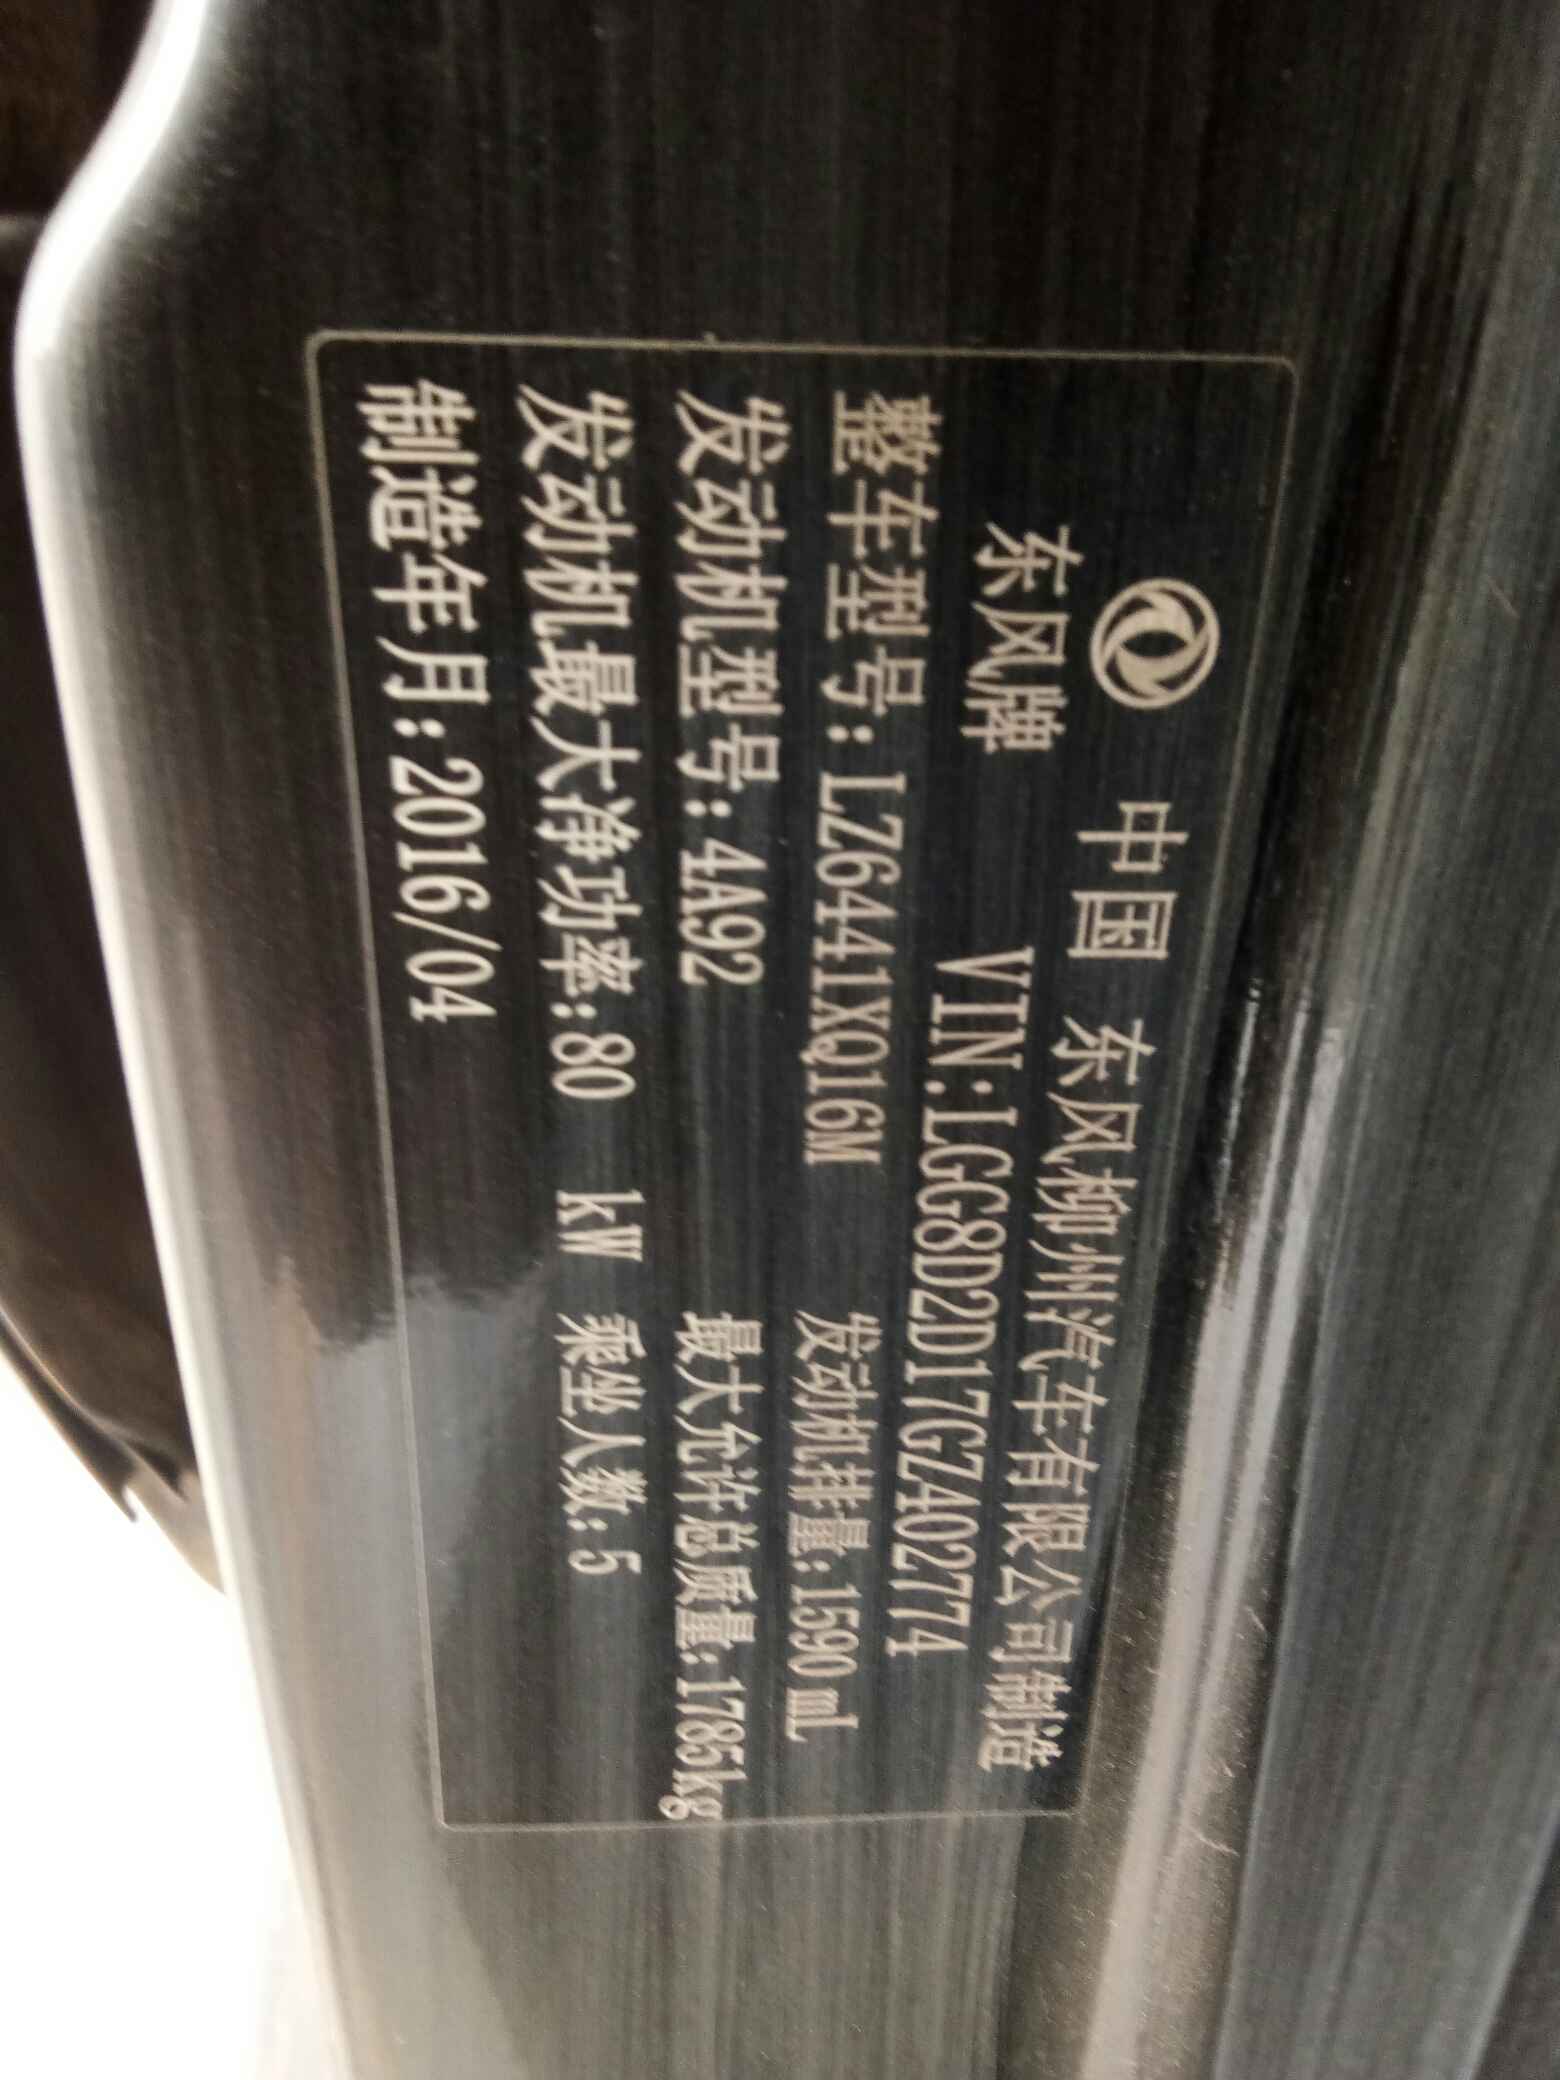 中国 东风柳州汽车有限公司制造
东风牌 VIN:LGG8D2D17GZA02774
整车型号:LZ6441XQ16M 发动机排量:1590 mL
发动机型号:4A92 最大允许总质量:1785kg
发动机最大净功率:80 kW 乘坐人数:5
制造年月:2016/04